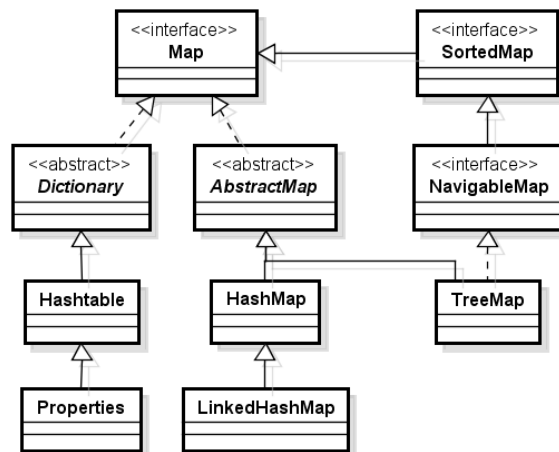 <<interface>>
Map
<<interface>>
SortedMap
<<abstract>>
Dictionary
<<abstract>>
AbstractMap
<<interface>>
NavigableMap
Hashtable
HashMap
TreeMap
Properties
LinkedHashMap